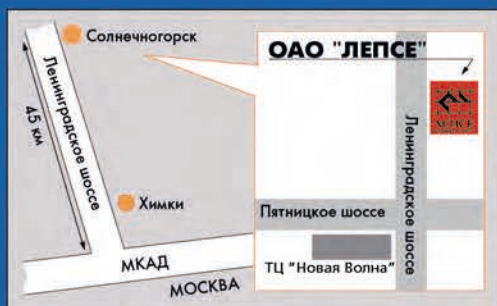 Солнечногорск
Ленинградское шоссе
45 км
Химки
МКАД
МОСКВА
ОАО "ЛЕПСЕ"
Ленинградское шоссе
Пятницкое шоссе
ТЦ "Новая Волна"